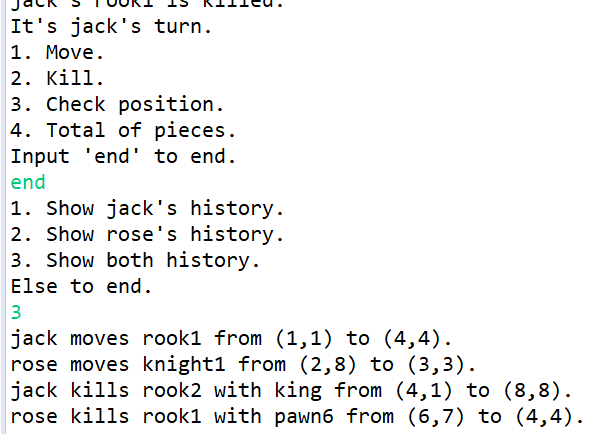 jack's rook1 is killed.
It's jack's turn.
1. Move.
2. Kill.
3. Check position.
4. Total of pieces.
Input 'end' to end.
end
1. Show jack's history.
2. Show rose's history.
3. Show both history.
Else to end.
3
jack moves rook1 from (1,1) to (4,4).
rose moves knight1 from (2,8) to (3,3).
jack kills rook2 with king from (4,1) to (8,8).
rose kills rook1 with pawn6 from (6,7) to (4,4).